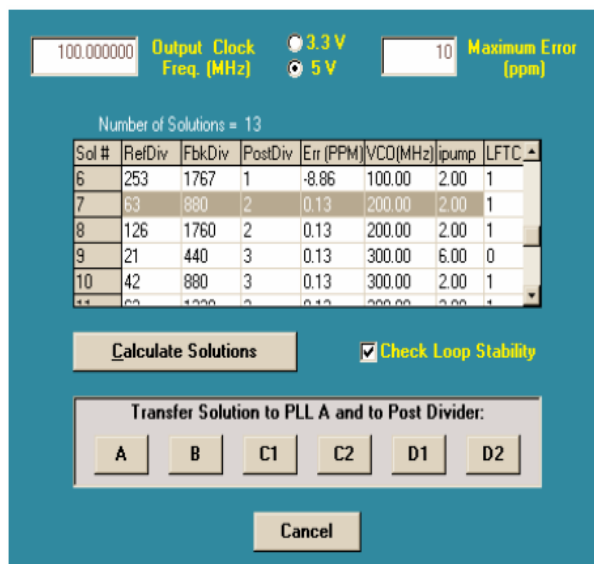 100.000000 Output Clock Freq. (MHz) 3.3 V 5 V 10 Maximum Error (ppm)
Number of Solutions = 13
Sol # RefDiv FbkDiv PostDiv Err (PPM) VCO(MHz) ipump LFTC
6 253 1767 1 -8.86 100.00 2.00 1
7 63 880 2 0.13 200.00 2.00 1
8 126 1760 2 0.13 200.00 2.00 1
9 21 440 3 0.13 300.00 6.00 0
10 42 880 3 0.13 300.00 2.00 1
Calculate Solutions Check Loop Stability
Transfer Solution to PLL A and to Post Divider:
A B C1 C2 D1 D2
Cancel